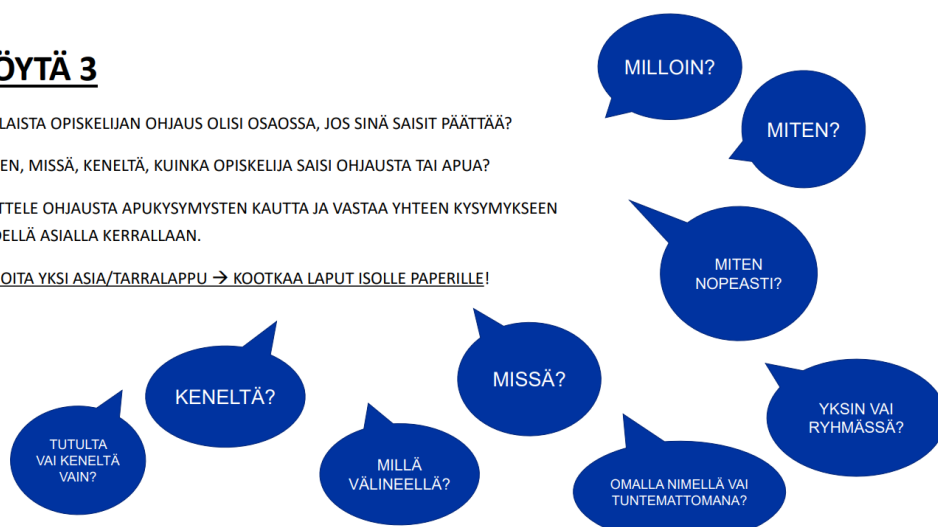 ÖYTÄ 3
LAISTA OPISKELIJAN OHJAUS OLISI OSAOSSA, JOS SINÄ SAISIT PÄÄTTÄÄ?
EN, MISSÄ, KENELTÄ, KUINKA OPISKELIJA SAISI OHJAUSTA TAI APUA?
TTELE OHJAUSTA APUKYSYMYSTEN KAUTTA JA VASTAA YHTEEN KYSYMYKSEEN
DELLÄ ASIALLA KERRALLAAN.
OITA YKSI ASIA/TARRALAPPU → KOOTKAA LAPUT ISOLLE PAPERILLE!
MILLOIN?
MITEN?
MITEN
NOPEASTI?
MISSÄ?
KENELTÄ?
YKSIN VAI
RYHMÄSSÄ?
TUTULTA
VAI KENELTÄ
VAIN?
MILLÄ
VÄLINEELLÄ?
OMALLA NIMELLÄ VAI
TUNTEMATTOMANA?